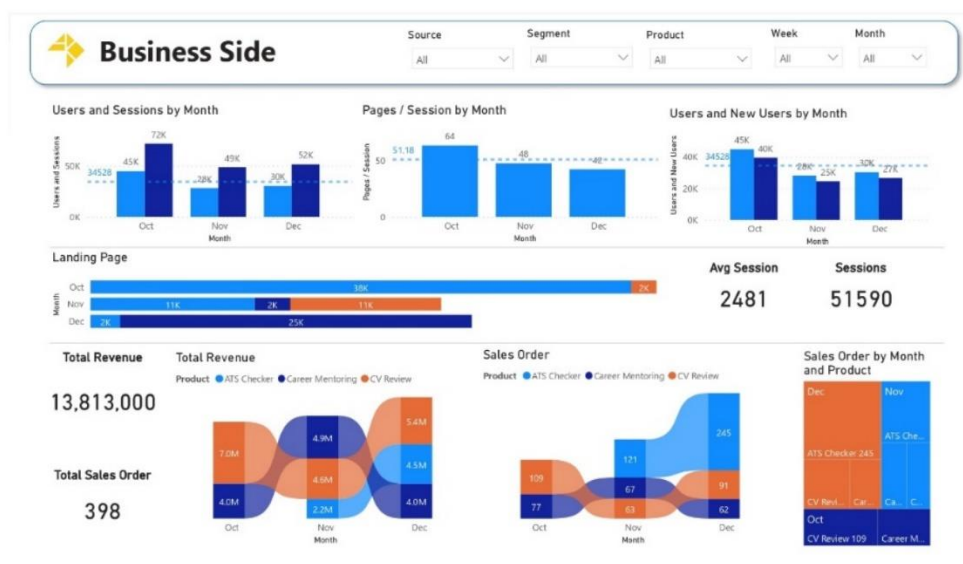 Business Side
Source
Segment
Product
Week
Month
All
All
All
All
All
Users and Sessions by Month
Users and Sessions
50K
0K
34528
45K
72K
28K
49K
30K
52K
Oct
Nov
Dec
Month
Pages / Session by Month
Pages / Session
50
0
51.18
64
48
42
Oct
Nov
Dec
Month
Users and New Users by Month
Users and New Users
40K
20K
0K
34528
45K
40K
28K
25K
30K
27K
Oct
Nov
Dec
Month
Landing Page
Month
Oct
38K
2K
Nov
11K
2K
11K
Dec
2K
25K
Avg Session
2481
Sessions
51590
Total Revenue
13,813,000
Total Sales Order
398
Total Revenue
Product ATS Checker Career Mentoring CV Review
7.0M
4.0M
4.9M
4.6M
2.2M
5.4M
4.5M
4.0M
Oct
Nov
Dec
Month
Sales Order
Product ATS Checker Career Mentoring CV Review
109
77
121
67
63
245
91
62
Oct
Nov
Dec
Month
Sales Order by Month
and Product
Dec
ATS Checker 245
CV Revi...
Car...
Nov
ATS Che...
Ca...
C...
Oct
CV Review 109
Career M...